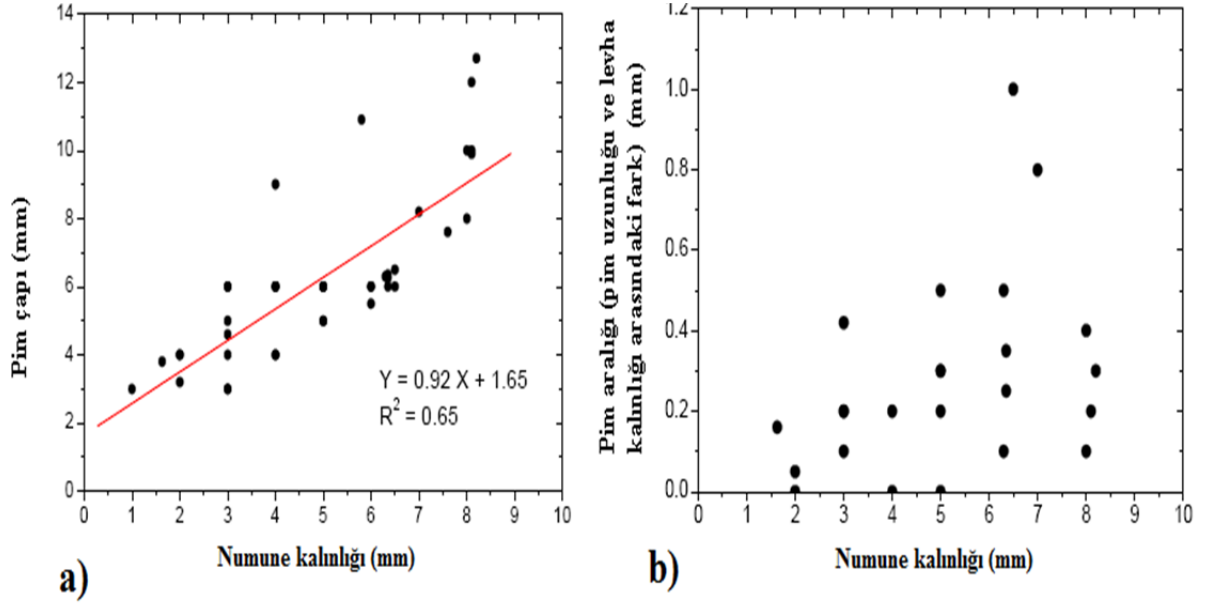 14
12
10
8
6
4
2
0
0 1 2 3 4 5 6 7 8 9 10
Pim çapı (mm)
Numune kalınlığı (mm)
Y = 0.92 X + 1.65
R2 = 0.65
a)
1.2
1.0
0.8
0.6
0.4
0.2
0.0
0 1 2 3 4 5 6 7 8 9 10
Pim aralığı (pim uzunluğu ve levha
kalınlığı arasındaki fark) (mm)
Numune kalınlığı (mm)
b)